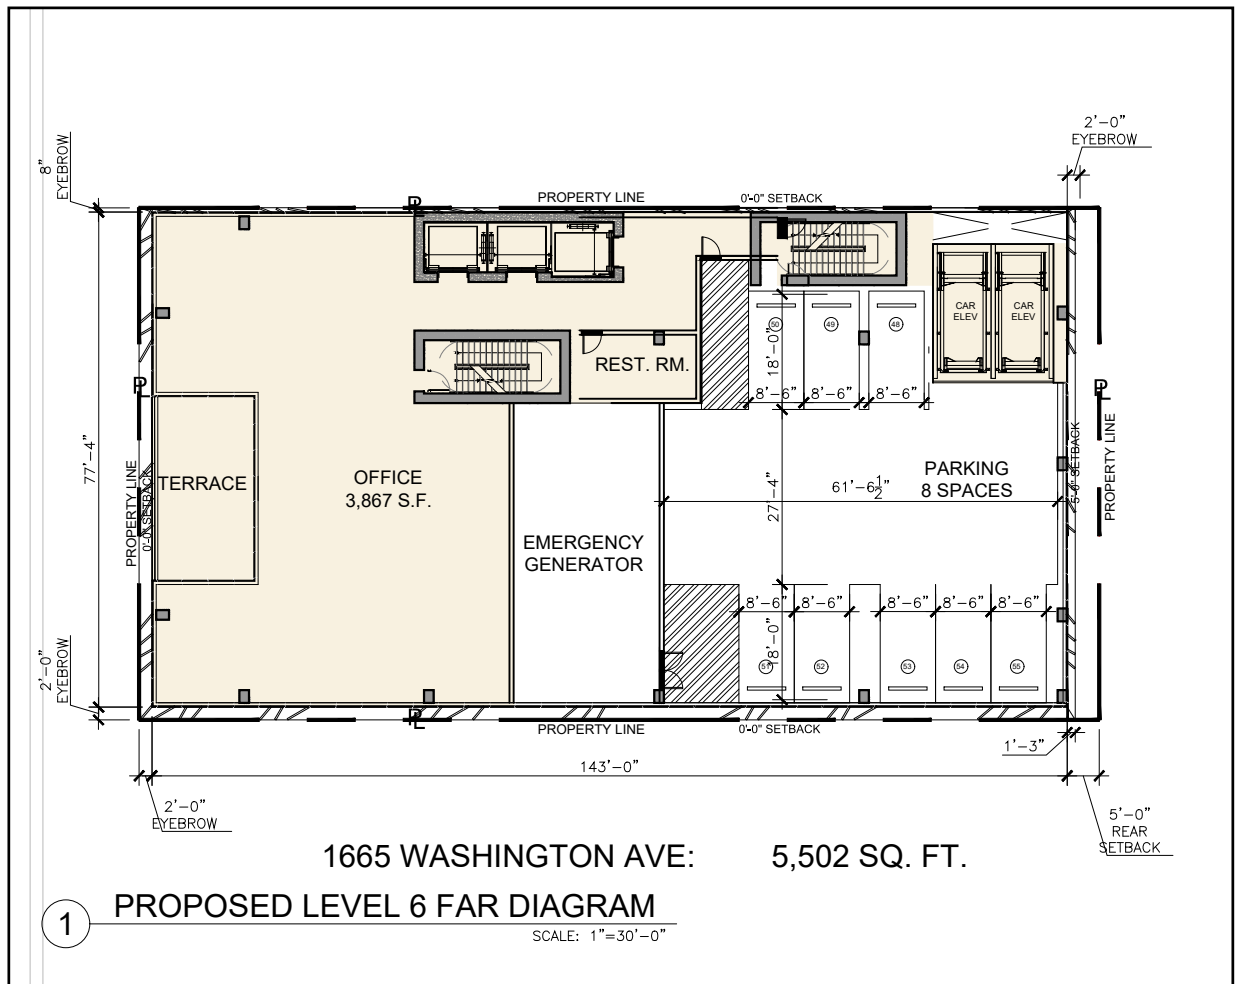 2'-0"
EYEBROW
8"
EYEBROW
PL
PROPERTY LINE
0'-0" SETBACK
CAR
ELEV
CAR
ELEV
50
49
48
18'-0"
REST. RM.
8'-6"
8'-6"
8'-6"
PL
PL
77'-4"
PROPERTY LINE
0'-0" SETBACK
TERRACE
OFFICE
3,867 S.F.
PARKING
8 SPACES
61'-6 1/2"
27'-4"
5'-0" SETBACK
PROPERTY LINE
EMERGENCY
GENERATOR
8'-6"
8'-6"
8'-6"
8'-6"
8'-6"
18'-0"
51
52
53
54
55
2'-0"
EYEBROW
PL
PROPERTY LINE
0'-0" SETBACK
1'-3"
143'-0"
2'-0"
EYEBROW
5'-0"
REAR
SETBACK
1665 WASHINGTON AVE: 5,502 SQ. FT.
1
PROPOSED LEVEL 6 FAR DIAGRAM
SCALE: 1"=30'-0"